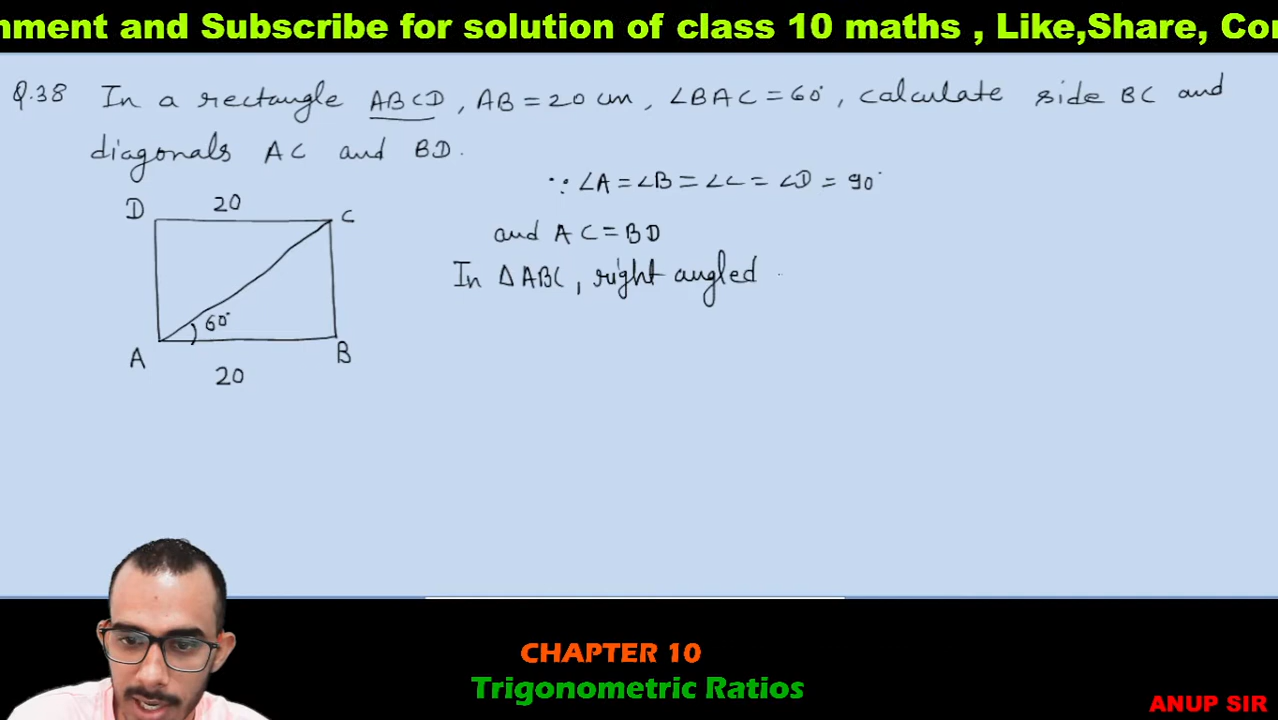 nment and Subscribe for solution of class 10 maths , Like,Share, Co
Q.38 In a rectangle ABCD, AB = 20 cm, ∠BAC = 60°, calculate side BC and
diagonals AC and BD.
∵ ∠A = ∠B = ∠C = ∠D = 90°
and AC = BD
In ΔABC, right angled
D 20 C
60°
A B
20
CHAPTER 10
Trigonometric Ratios
ANUP SIR